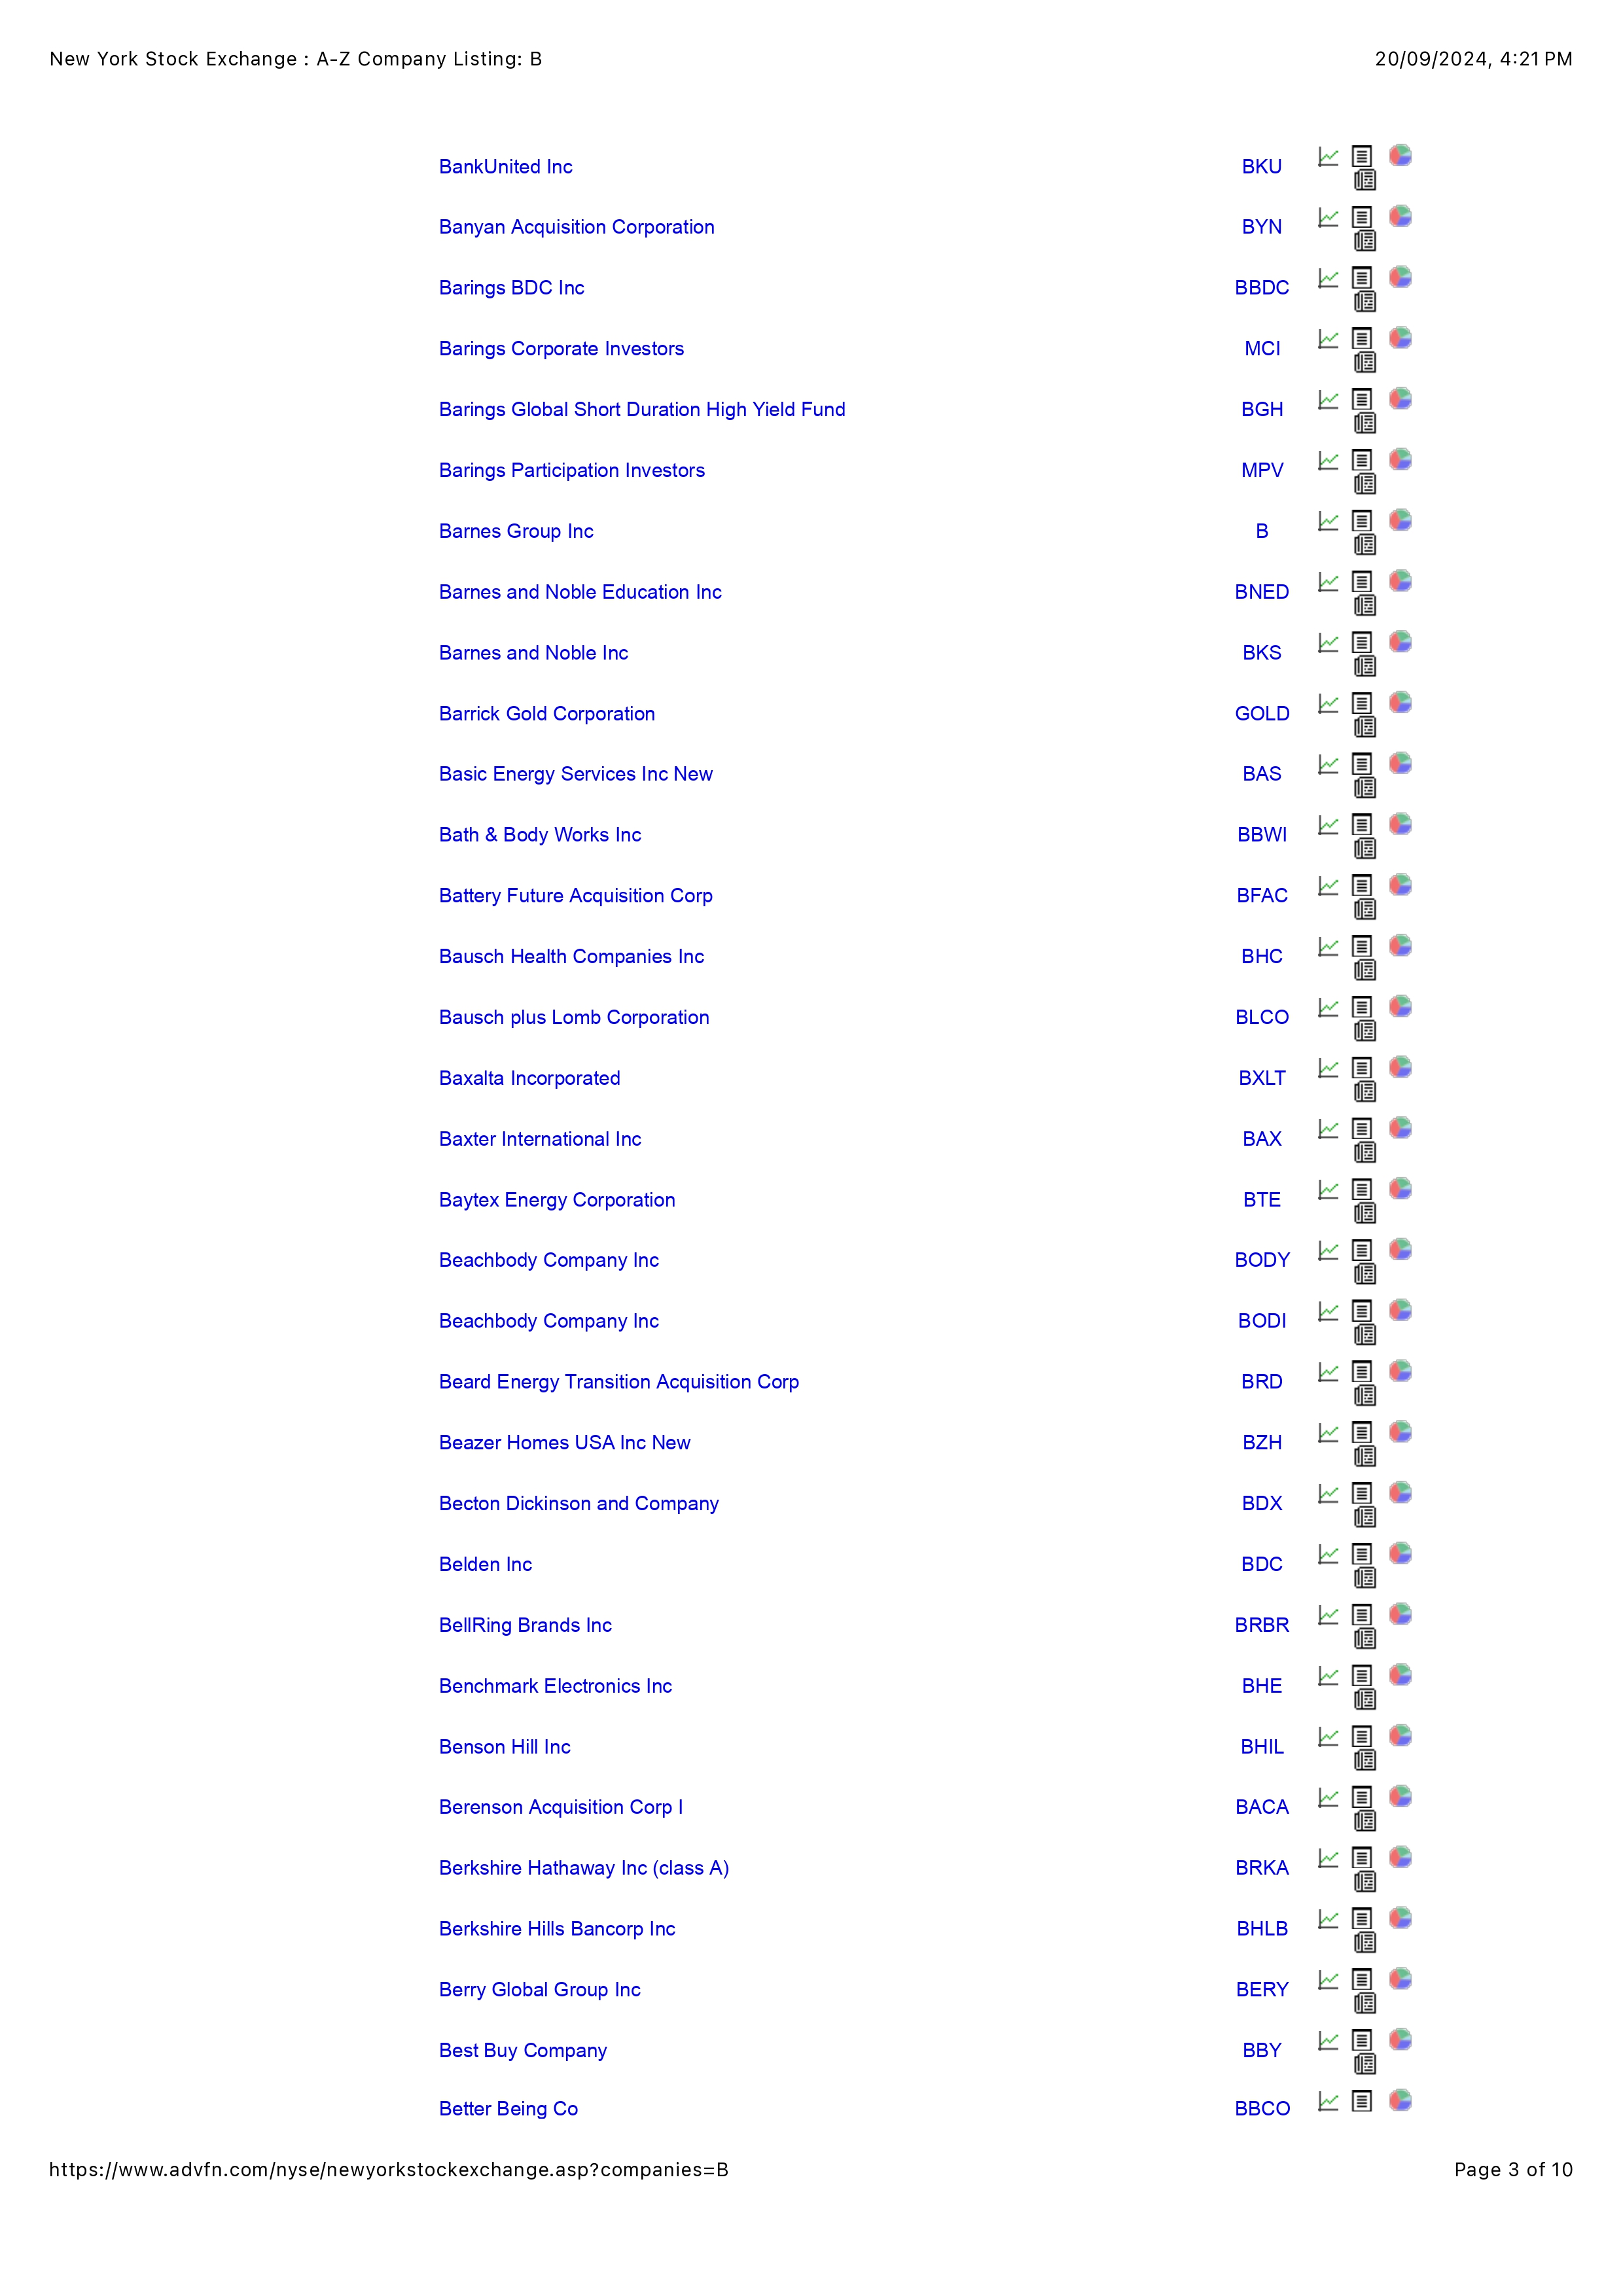 New York Stock Exchange : A-Z Company Listing: B 20/09/2024, 4:21 PM
BankUnited Inc BKU
Banyan Acquisition Corporation BYN
Barings BDC Inc BBDC
Barings Corporate Investors MCI
Barings Global Short Duration High Yield Fund BGH
Barings Participation Investors MPV
Barnes Group Inc B
Barnes and Noble Education Inc BNED
Barnes and Noble Inc BKS
Barrick Gold Corporation GOLD
Basic Energy Services Inc New BAS
Bath & Body Works Inc BBWI
Battery Future Acquisition Corp BFAC
Bausch Health Companies Inc BHC
Bausch plus Lomb Corporation BLCO
Baxalta Incorporated BXLT
Baxter International Inc BAX
Baytex Energy Corporation BTE
Beachbody Company Inc BODY
Beachbody Company Inc BODI
Beard Energy Transition Acquisition Corp BRD
Beazer Homes USA Inc New BZH
Becton Dickinson and Company BDX
Belden Inc BDC
BellRing Brands Inc BRBR
Benchmark Electronics Inc BHE
Benson Hill Inc BHIL
Berenson Acquisition Corp I BACA
Berkshire Hathaway Inc (class A) BRKA
Berkshire Hills Bancorp Inc BHLB
Berry Global Group Inc BERY
Best Buy Company BBY
Better Being Co BBCO
https://www.advfn.com/nyse/newyorkstockexchange.asp?companies=B Page 3 of 10